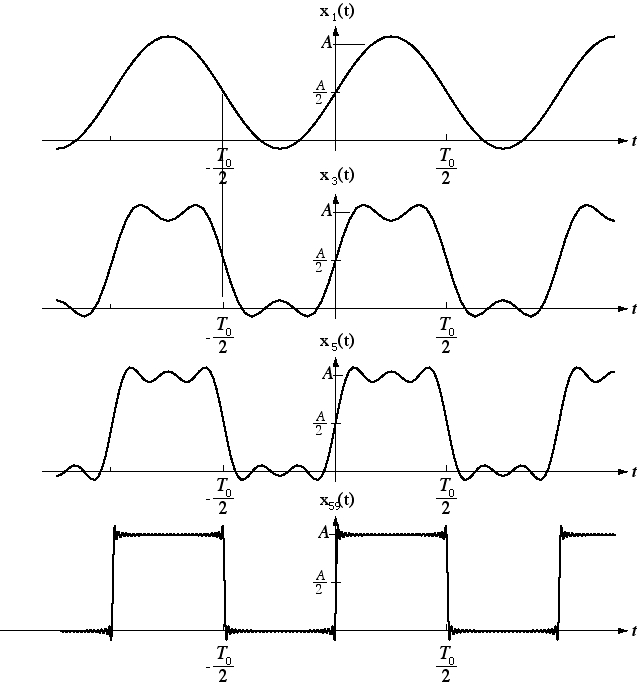 x1(t)
A
A/2
t
-T0/2
T0/2
x3(t)
A
A/2
t
-T0/2
T0/2
x5(t)
A
A/2
t
-T0/2
T0/2
x59(t)
A
A/2
t
-T0/2
T0/2